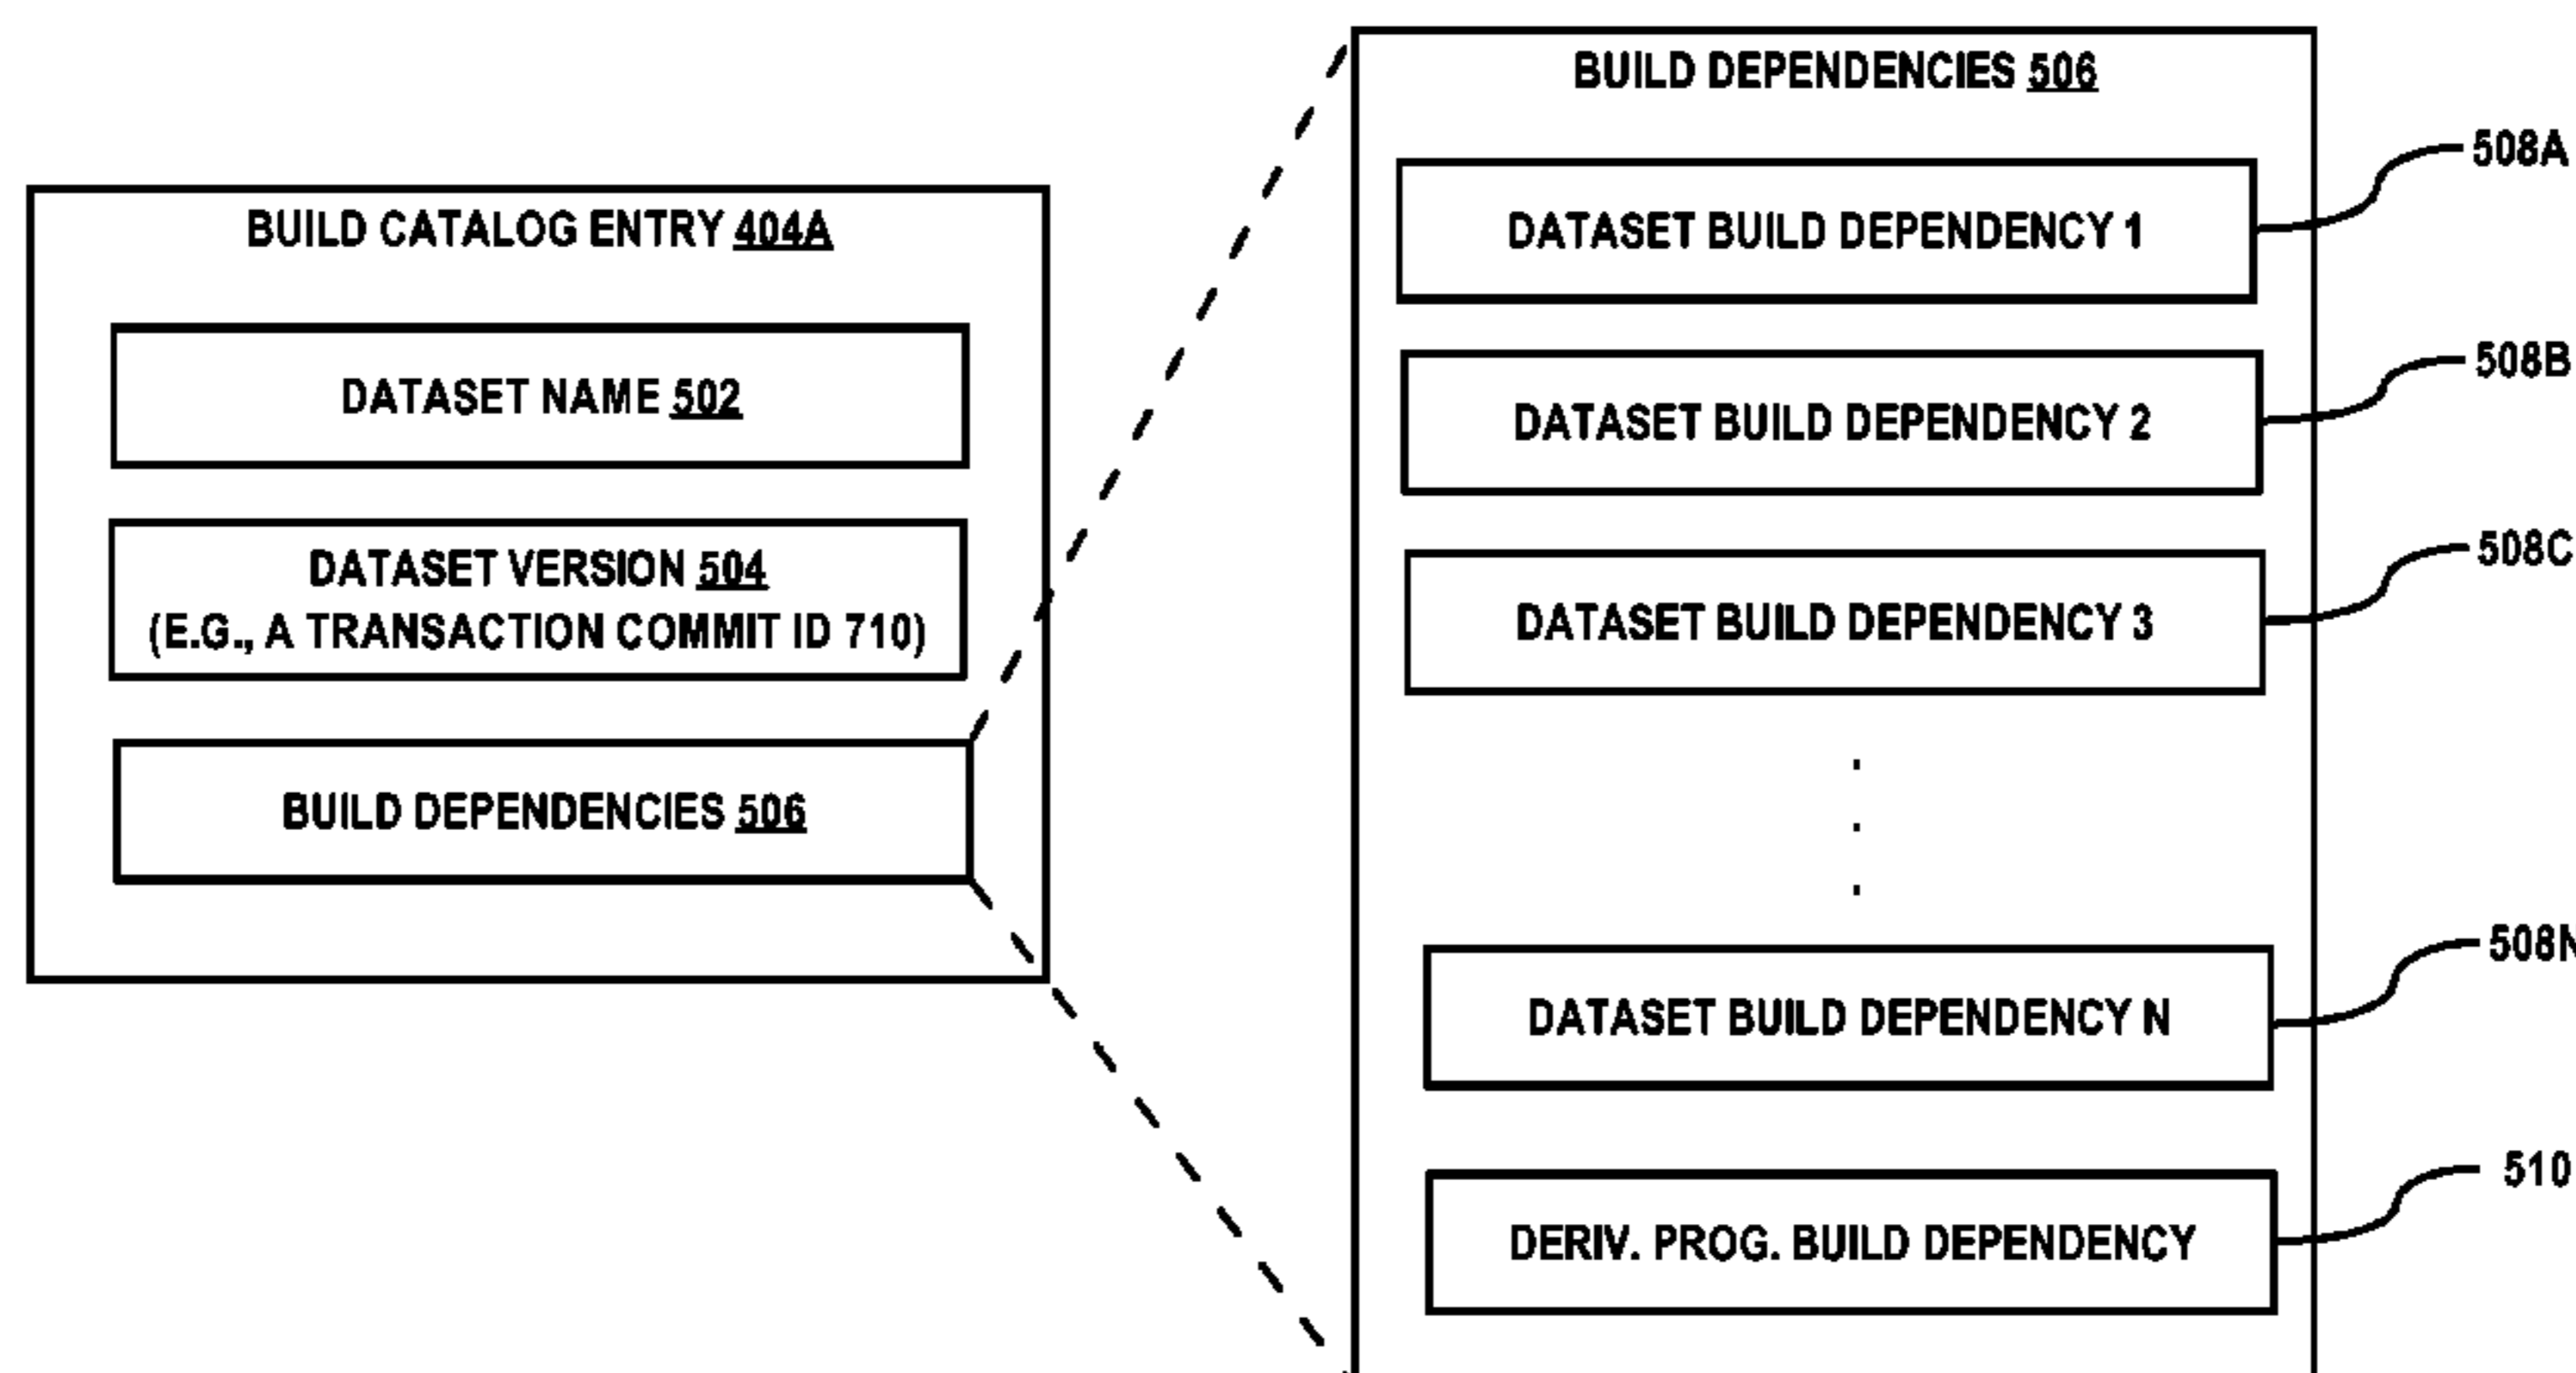 BUILD CATALOG ENTRY 404A
DATASET NAME 502
DATASET VERSION 504
(E.G., A TRANSACTION COMMIT ID 710)
BUILD DEPENDENCIES 506
BUILD DEPENDENCIES 506
DATASET BUILD DEPENDENCY 1
508A
DATASET BUILD DEPENDENCY 2
508B
DATASET BUILD DEPENDENCY 3
508C
.
.
.
DATASET BUILD DEPENDENCY N
508N
DERIV. PROG. BUILD DEPENDENCY
510